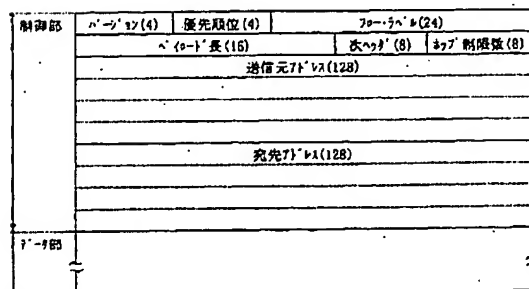 制御部 バージョン(4) 優先順位(4) フロー・ラベル(24)
ペイロード長(16) 次ヘッダ(8) ホップ制限数(8)
送信元アドレス(128)
宛先アドレス(128)
データ部